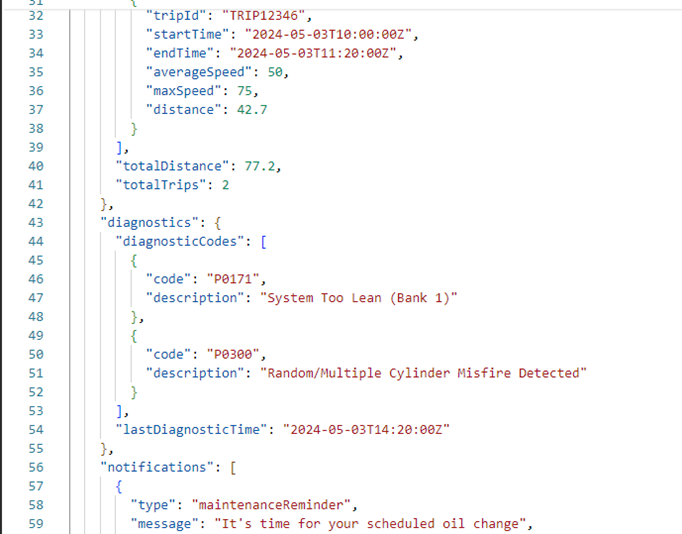 31 {
32 "tripId": "TRIP12346",
33 "startTime": "2024-05-03T10:00:00Z",
34 "endTime": "2024-05-03T11:20:00Z",
35 "averageSpeed": 50,
36 "maxSpeed": 75,
37 "distance": 42.7
38 }
39 ],
40 "totalDistance": 77.2,
41 "totalTrips": 2
42 },
43 "diagnostics": {
44 "diagnosticCodes": [
45 {
46 "code": "P0171",
47 "description": "System Too Lean (Bank 1)"
48 },
49 {
50 "code": "P0300",
51 "description": "Random/Multiple Cylinder Misfire Detected"
52 }
53 ],
54 "lastDiagnosticTime": "2024-05-03T14:20:00Z"
55 },
56 "notifications": [
57 {
58 "type": "maintenanceReminder",
59 "message": "It's time for your scheduled oil change",